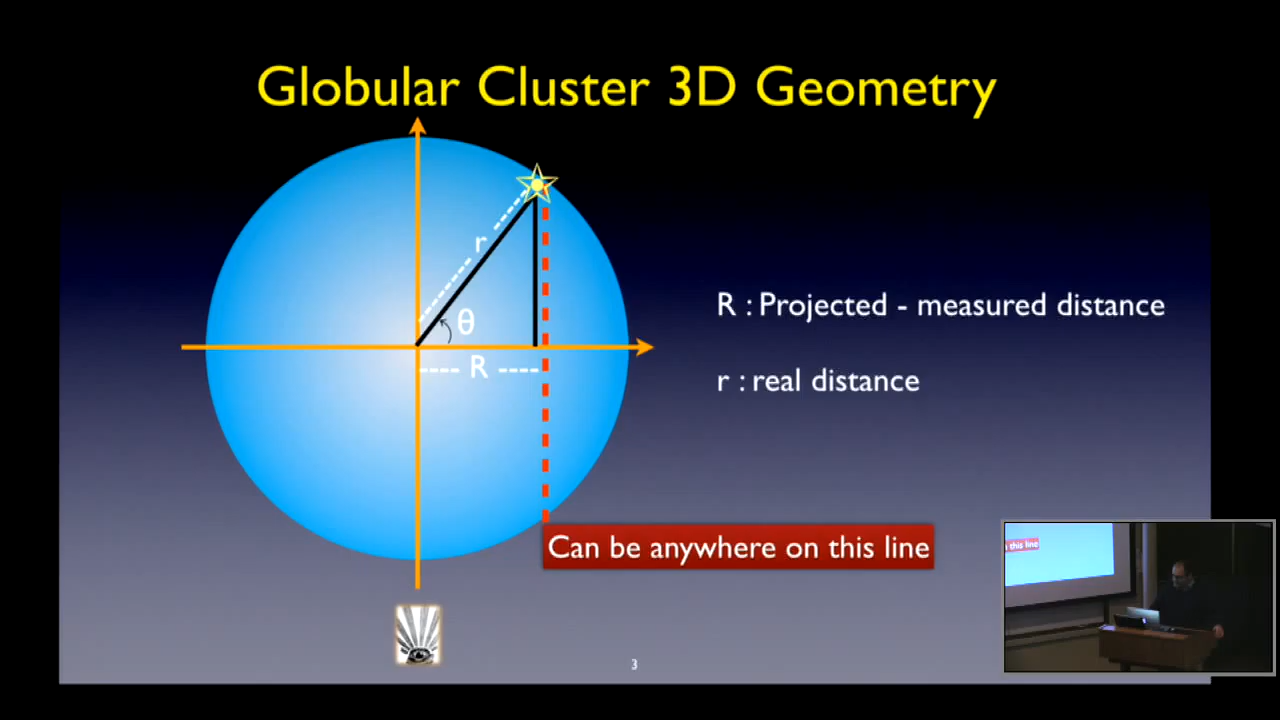 Globular Cluster 3D Geometry
r
θ
R
R : Projected - measured distance
r : real distance
Can be anywhere on this line
this line
3